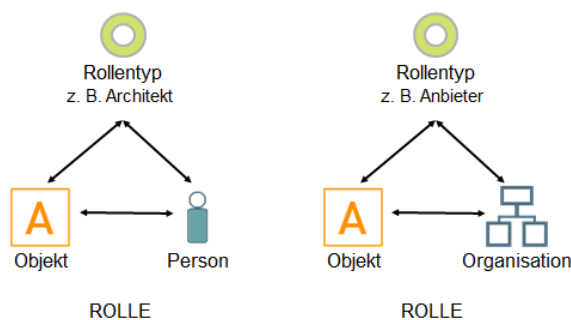 Rollentyp
z. B. Architekt
A
Objekt
Person
ROLLE
Rollentyp
z. B. Anbieter
A
Objekt
Organisation
ROLLE